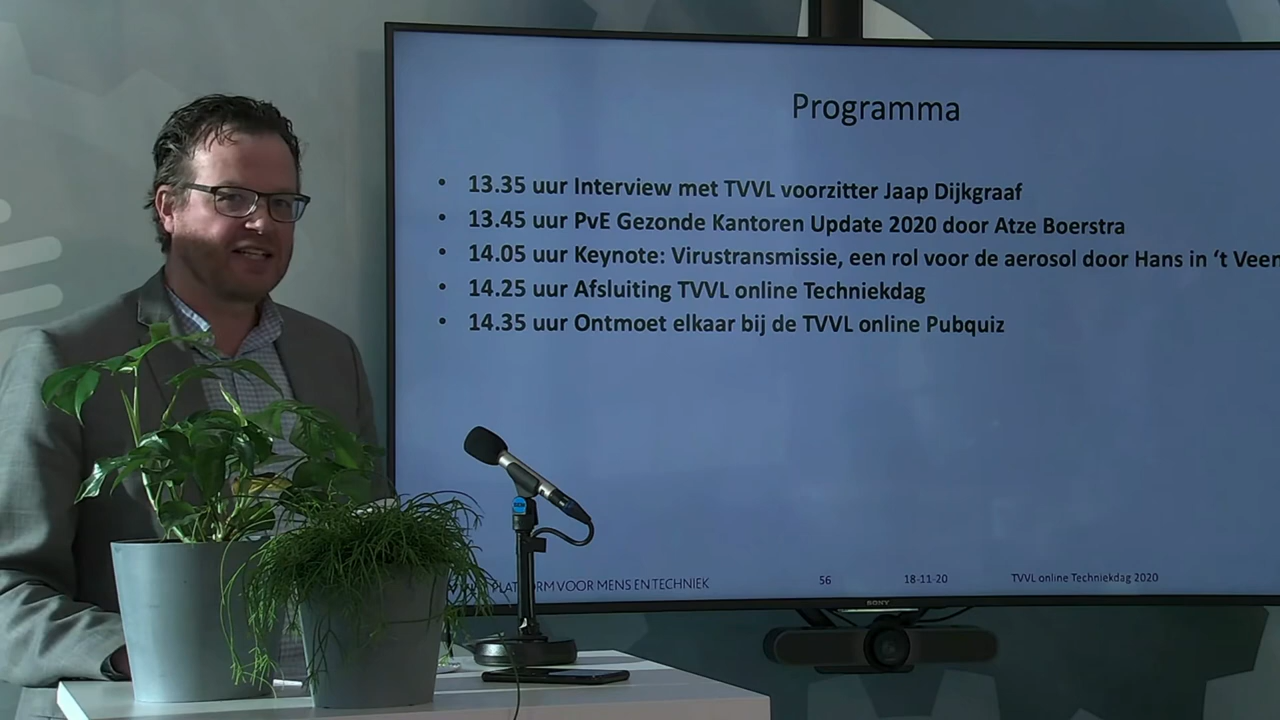 Programma
• 13.35 uur Interview met TVVL voorzitter Jaap Dijkgraaf
• 13.45 uur PvE Gezonde Kantoren Update 2020 door Atze Boerstra
• 14.05 uur Keynote: Virustransmissie, een rol voor de aerosol door Hans in ‘t Veen
• 14.25 uur Afsluiting TVVL online Techniekdag
• 14.35 uur Ontmoet elkaar bij de TVVL online Pubquiz
PLATFORM VOOR MENS EN TECHNIEK 56 18-11-20 TVVL online Techniekdag 2020
SONY